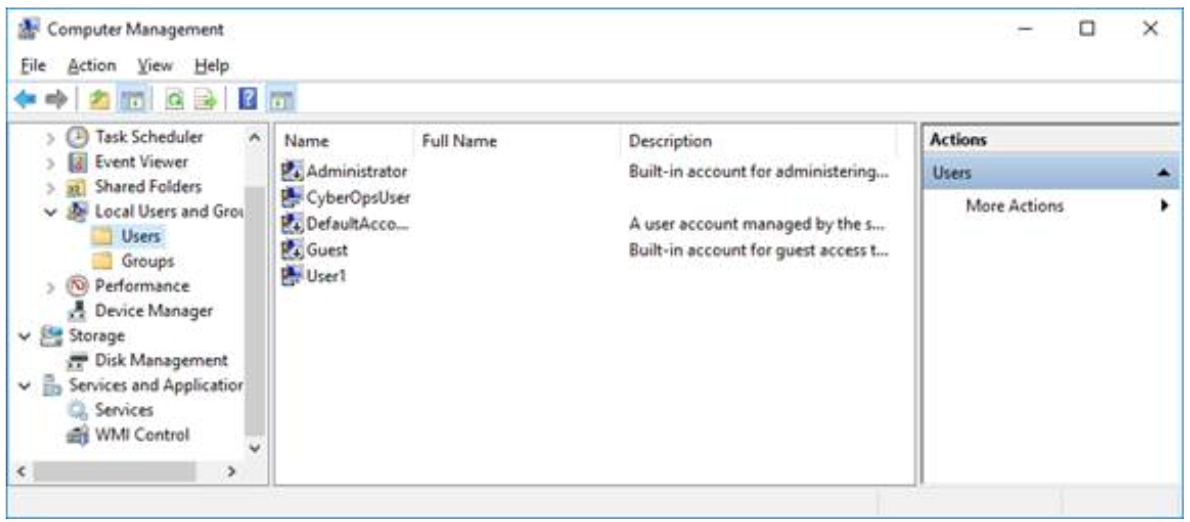 Computer Management
File Action View Help
Task Scheduler
Event Viewer
Shared Folders
Local Users and Grou
Users
Groups
Performance
Device Manager
Storage
Disk Management
Services and Application
Services
WMI Control
Name Full Name Description
Administrator Built-in account for administering...
CyberOpsUser
DefaultAcco... A user account managed by the s...
Guest Built-in account for guest access t...
User1
Actions
Users
More Actions